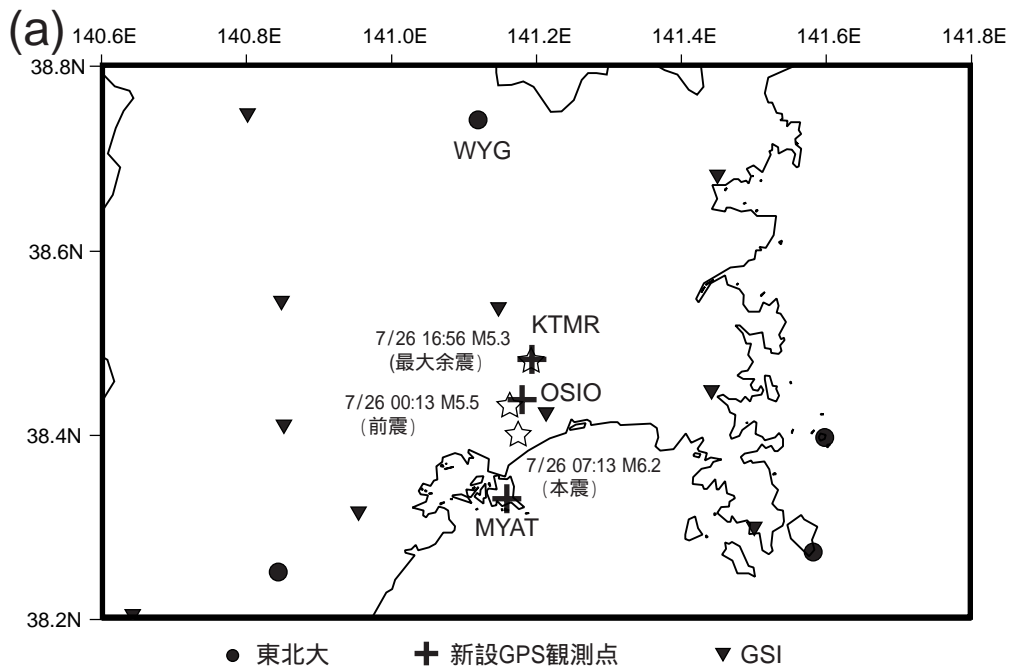 (a)
140.6E 140.8E 141.0E 141.2E 141.4E 141.6E 141.8E
38.8N
WYG
38.6N
KTMR
7/26 16:56 M5.3
(最大余震)
OSIO
7/26 00:13 M5.5
(前震)
38.4N
7/26 07:13 M6.2
(本震)
MYAT
38.2N
東北大 新設GPS観測点 GSI